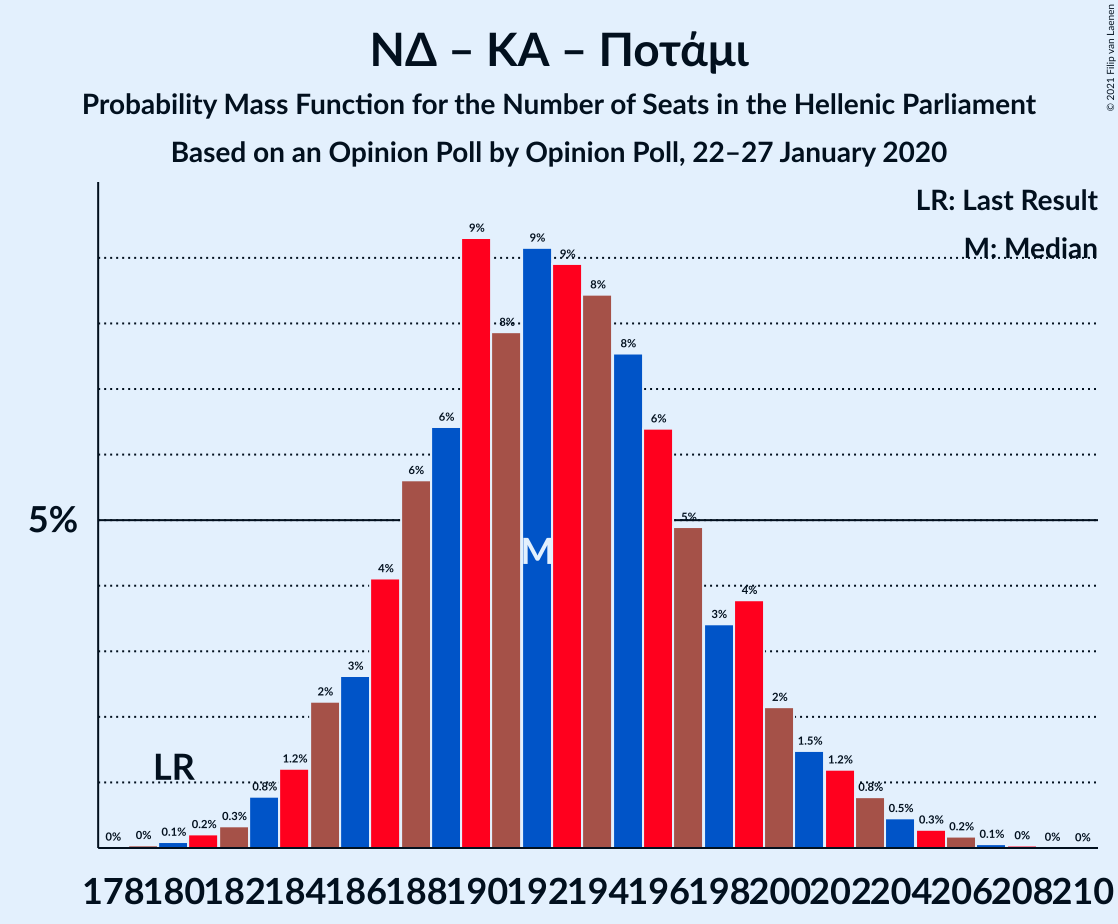 ΝΔ – ΚΑ – Ποτάμι
Probability Mass Function for the Number of Seats in the Hellenic Parliament
Based on an Opinion Poll by Opinion Poll, 22–27 January 2020
© 2021 Filip van Laenen
LR: Last Result
M: Median
5%
LR
M
0% 0% 0.1% 0.2% 0.3% 0.8% 1.2% 2% 3% 4% 6% 6% 9% 8% 9% 9% 8% 8% 6% 5% 3% 4% 2% 1.5% 1.2% 0.8% 0.5% 0.3% 0.2% 0.1% 0% 0% 0%
178 180 182 184 186 188 190 192 194 196 198 200 202 204 206 208 210